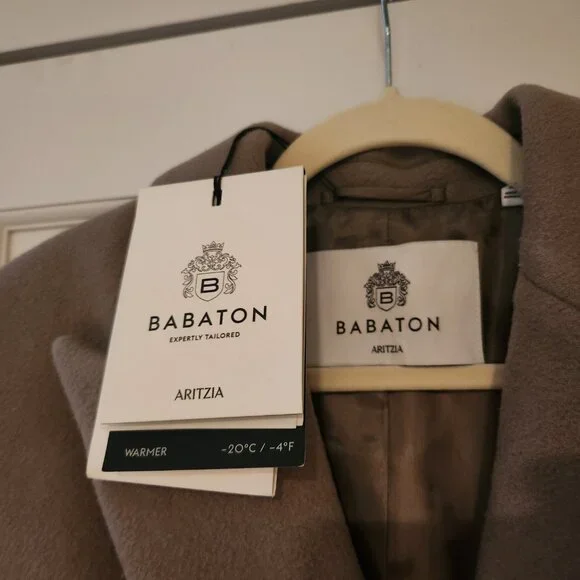 B
BABATON
EXPERTLY TAILORED
ARITZIA
WARMER -20°C / -4°F
B
BABATON
ARITZIA